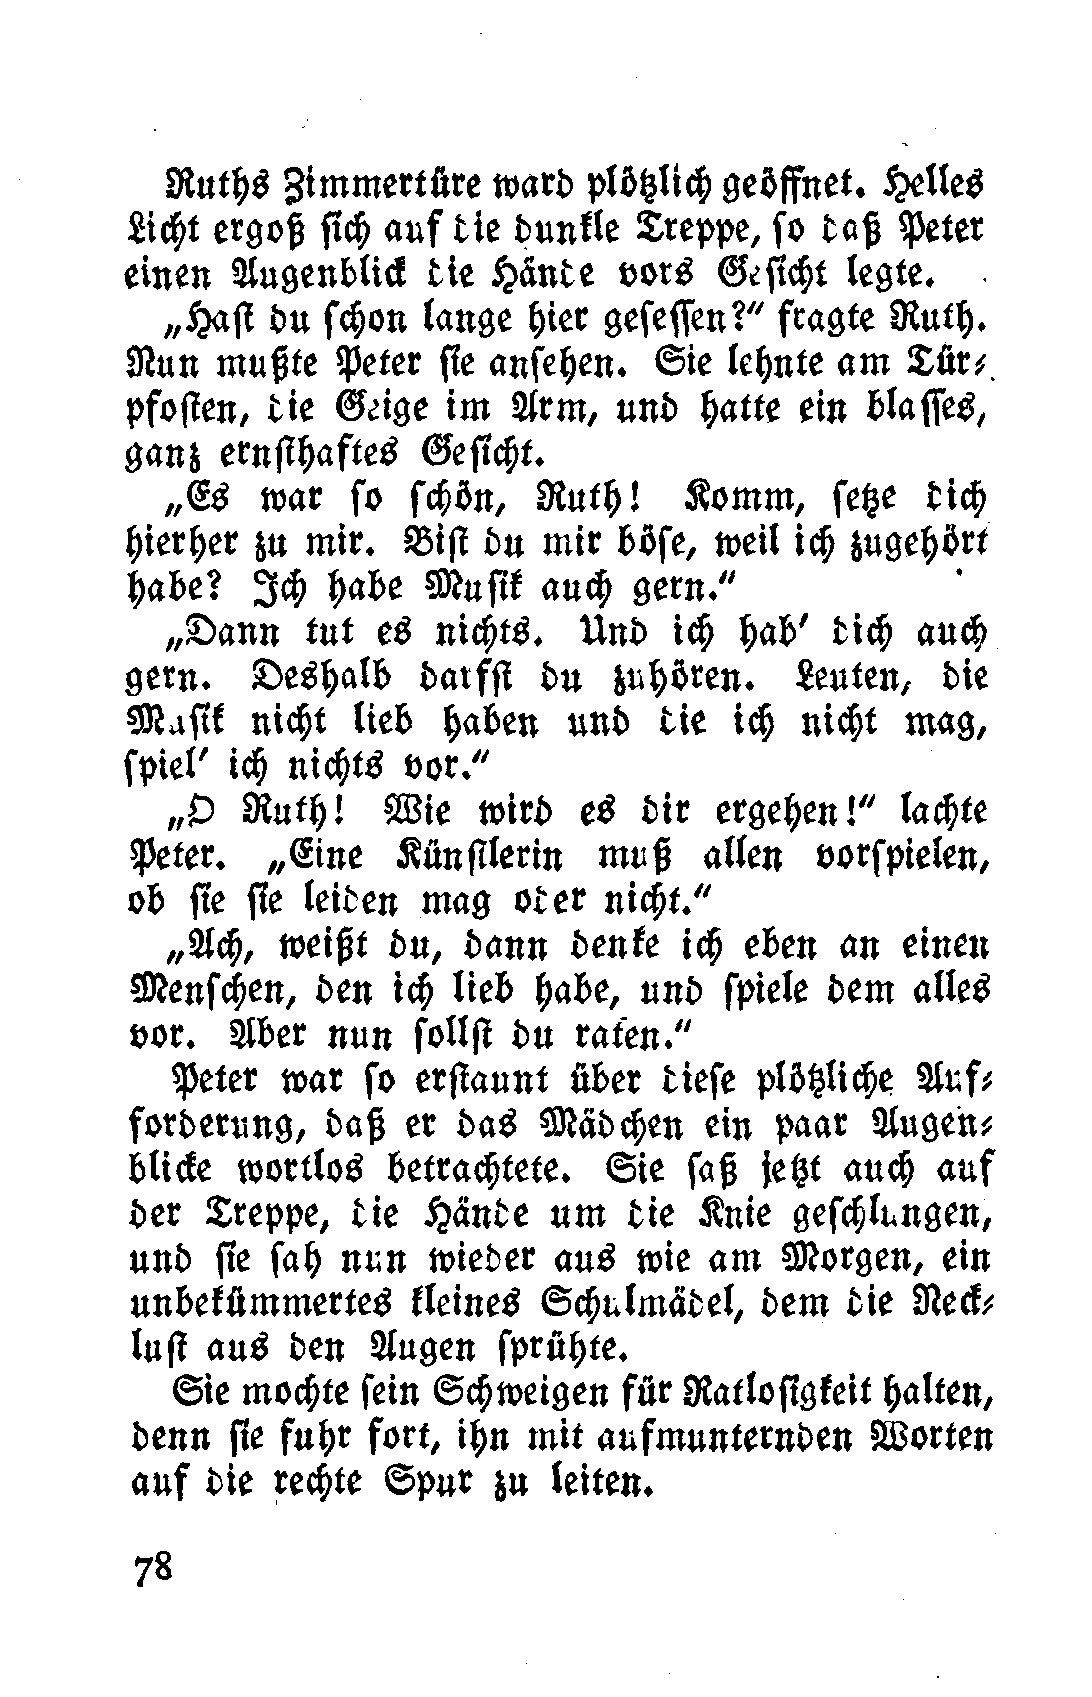 Ruths Zimmertüre ward plötzlich geöffnet. Helles
Licht ergoß sich auf die dunkle Treppe, so daß Peter
einen Augenblick die Hände vors Gesicht legte.
„Hast du schon lange hier gesessen?“ fragte Ruth.
Nun mußte Peter sie ansehen. Sie lehnte am Tür-
pfosten, die Geige im Arm, und hatte ein blasses,
ganz ernsthaftes Gesicht.
„Es war so schön, Ruth! Komm, setze dich
hierher zu mir. Bist du mir böse, weil ich zugehört
habe? Ich habe Musik auch gern.“
„Dann tut es nichts. Und ich hab' dich auch
gern. Deshalb darfst du zuhören. Leuten, die
Musik nicht lieb haben und die ich nicht mag,
spiel' ich nichts vor.“
„O Ruth! Wie wird es dir ergehen!“ lachte
Peter. „Eine Künstlerin muß allen vorspielen,
ob sie sie leiden mag oder nicht.“
„Ach, weißt du, dann denke ich eben an einen
Menschen, den ich lieb habe, und spiele dem alles
vor. Aber nun sollst du raten.“
Peter war so erstaunt über diese plötzliche Auf-
forderung, daß er das Mädchen ein paar Augen-
blicke wortlos betrachtete. Sie saß jetzt auch auf
der Treppe, die Hände um die Knie geschlungen,
und sie sah nun wieder aus wie am Morgen, ein
unbekümmertes kleines Schulmädel, dem die Neck-
lust aus den Augen sprühte.
Sie mochte sein Schweigen für Ratlosigkeit halten,
denn sie fuhr fort, ihn mit aufmunternden Worten
auf die rechte Spur zu leiten.
78